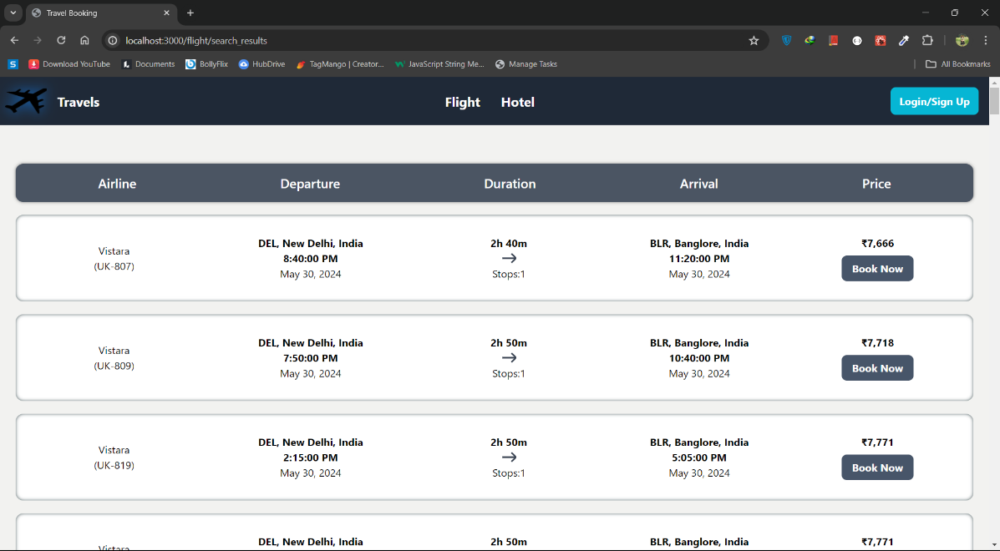 Travel Booking
localhost:3000/flight/search_results
S Download YouTube Documents BollyFlix HubDrive TagMango | Creator... JavaScript String Me... Manage Tasks All Bookmarks
Travels Flight Hotel Login/Sign Up
Airline Departure Duration Arrival Price
DEL, New Delhi, India 2h 40m BLR, Banglore, India ₹7,666
Vistara 8:40:00 PM 11:20:00 PM
(UK-807) May 30, 2024 Stops:1 May 30, 2024 Book Now
DEL, New Delhi, India 2h 50m BLR, Banglore, India ₹7,718
Vistara 7:50:00 PM 10:40:00 PM
(UK-809) May 30, 2024 Stops:1 May 30, 2024 Book Now
DEL, New Delhi, India 2h 50m BLR, Banglore, India ₹7,771
Vistara 2:15:00 PM 5:05:00 PM
(UK-819) May 30, 2024 Stops:1 May 30, 2024 Book Now
DEL, New Delhi, India 2h 50m BLR, Banglore, India ₹7,771
Vistara